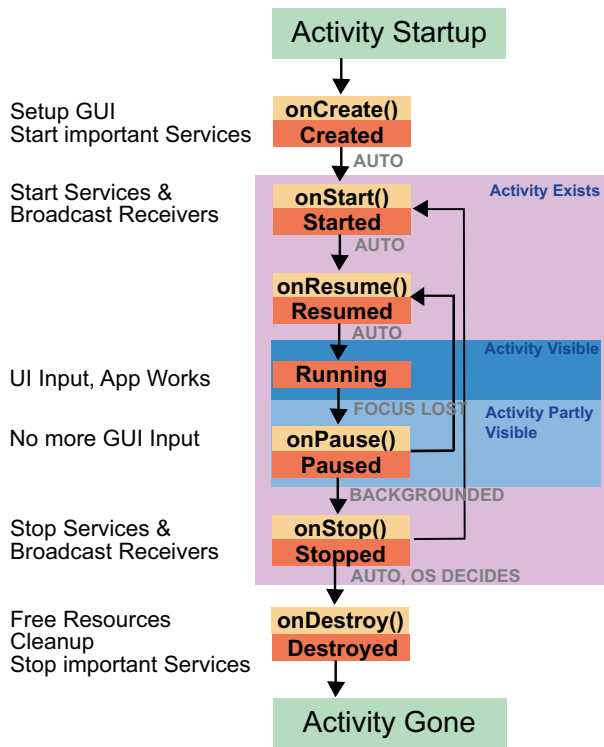 Activity Startup
Setup GUI
Start important Services
onCreate()
Created
AUTO
Start Services &
Broadcast Receivers
onStart()
Started
Activity Exists
AUTO
onResume()
Resumed
AUTO
Activity Visible
UI Input, App Works
Running
FOCUS LOST
Activity Partly
Visible
No more GUI Input
onPause()
Paused
BACKGROUNDED
Stop Services &
Broadcast Receivers
onStop()
Stopped
AUTO, OS DECIDES
Free Resources
Cleanup
Stop important Services
onDestroy()
Destroyed
Activity Gone